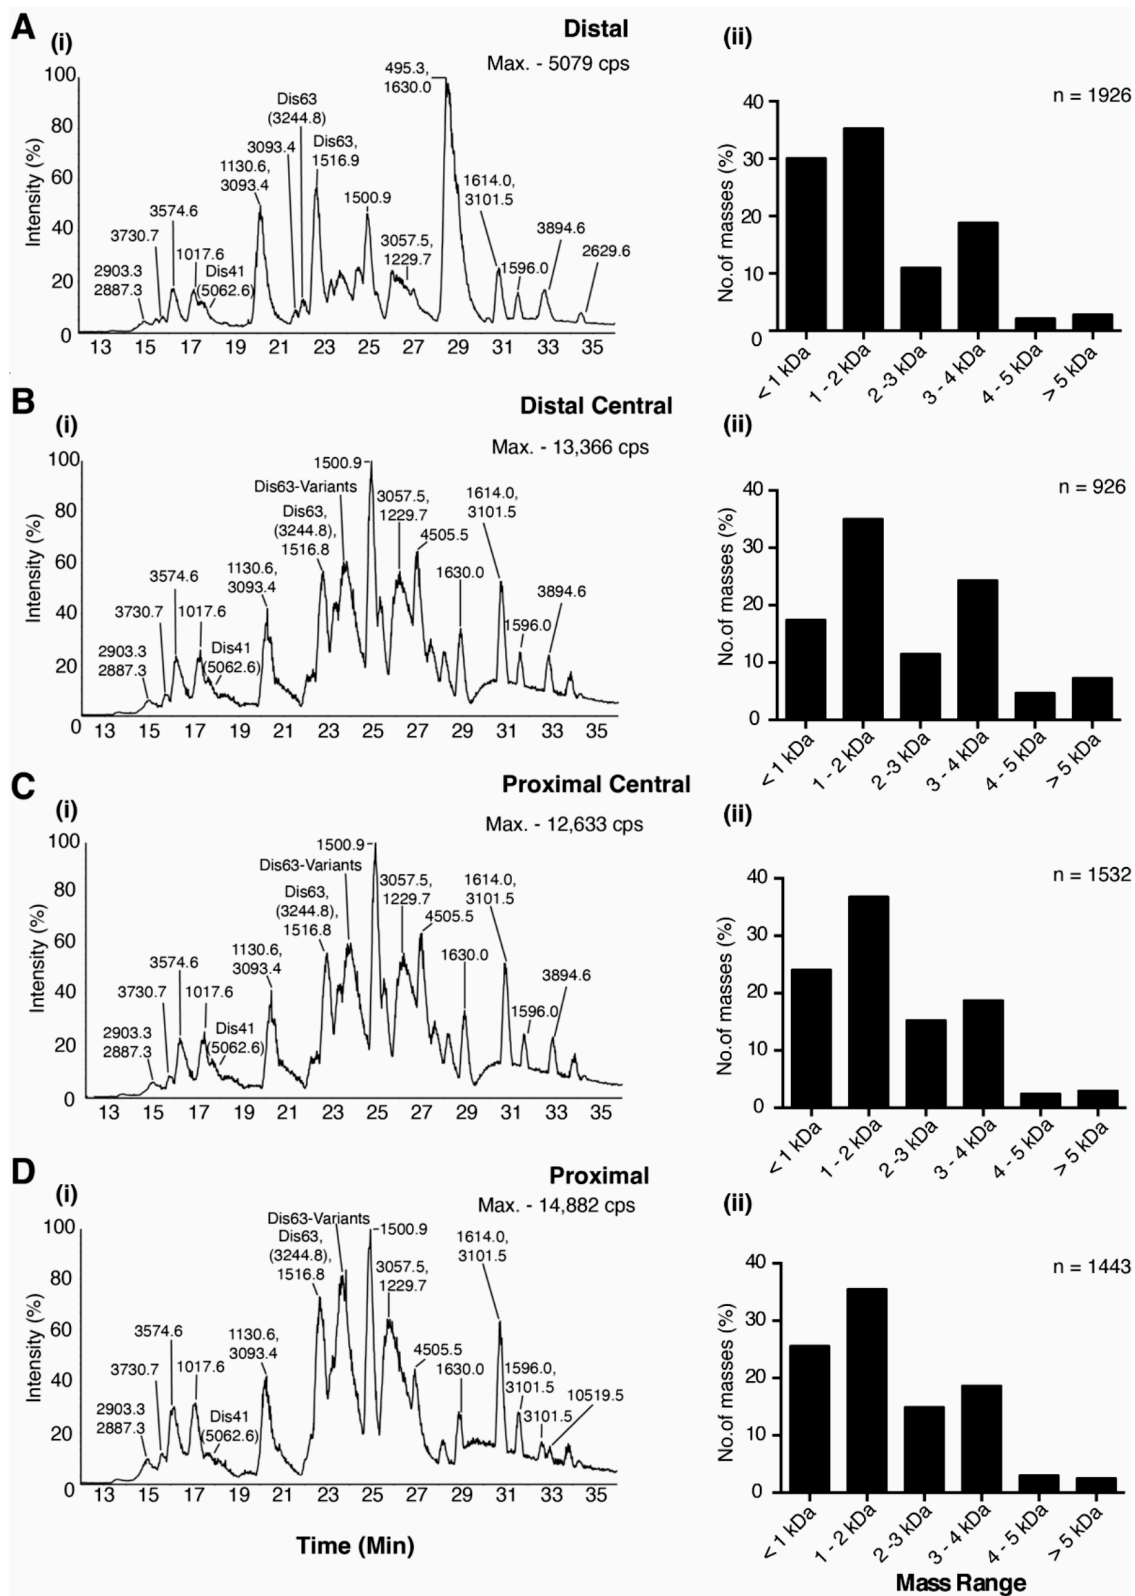 A
(i)
Distal
Max. - 5079 cps
495.3,
1630.0
Dis63
(3244.8)
3093.4
Dis63,
1516.9
1130.6,
3093.4
1500.9
1614.0,
3101.5
3574.6
3730.7
1017.6
3057.5,
1229.7
3894.6
2903.3
2887.3
Dis41
(5062.6)
1596.0
2629.6
Intensity (%)
100
80
60
40
20
0
13 15 17 19 21 23 25 27 29 31 33 35
(ii)
n = 1926
No.of masses (%)
40
30
20
10
0
< 1 kDa
1 - 2 kDa
2 -3 kDa
3 - 4 kDa
4 - 5 kDa
> 5 kDa
B
(i)
Distal Central
Max. - 13,366 cps
1500.9
Dis63-Variants
Dis63,
(3244.8)
1516.8
3057.5,
1229.7
1614.0,
3101.5
4505.5
1130.6,
3093.4
1630.0
3574.6
3730.7
1017.6
3894.6
2903.3
2887.3
Dis41
(5062.6)
1596.0
Intensity (%)
100
80
60
40
20
0
13 15 17 19 21 23 25 27 29 31 33 35
(ii)
n = 926
No.of masses (%)
40
30
20
10
0
< 1 kDa
1 - 2 kDa
2 -3 kDa
3 - 4 kDa
4 - 5 kDa
> 5 kDa
C
(i)
Proximal Central
Max. - 12,633 cps
1500.9
Dis63-Variants
Dis63,
(3244.8),
1516.8
3057.5,
1229.7
1614.0,
3101.5
4505.5
1130.6,
3093.4
1630.0
3574.6
3730.7
1017.6
3894.6
2903.3
2887.3
Dis41
(5062.6)
1596.0
Intensity (%)
100
80
60
40
20
0
13 15 17 19 21 23 25 27 29 31 33 35
(ii)
n = 1532
No.of masses (%)
40
30
20
10
0
< 1 kDa
1 - 2 kDa
2 -3 kDa
3 - 4 kDa
4 - 5 kDa
> 5 kDa
D
(i)
Proximal
Max. - 14,882 cps
Dis63-Variants
Dis63,
(3244.8),
1516.8
1500.9
3057.5,
1229.7
1614.0,
3101.5
3574.6
1130.6,
3093.4
3730.7
1017.6
4505.5
1630.0
1596.0,
3101.5
10519.5
2903.3
2887.3
Dis41
(5062.6)
3101.5
Intensity (%)
100
80
60
40
20
0
13 15 17 19 21 23 25 27 29 31 33 35
Time (Min)
(ii)
n = 1443
No.of masses (%)
40
30
20
10
0
< 1 kDa
1 - 2 kDa
2 -3 kDa
3 - 4 kDa
4 - 5 kDa
> 5 kDa
Mass Range